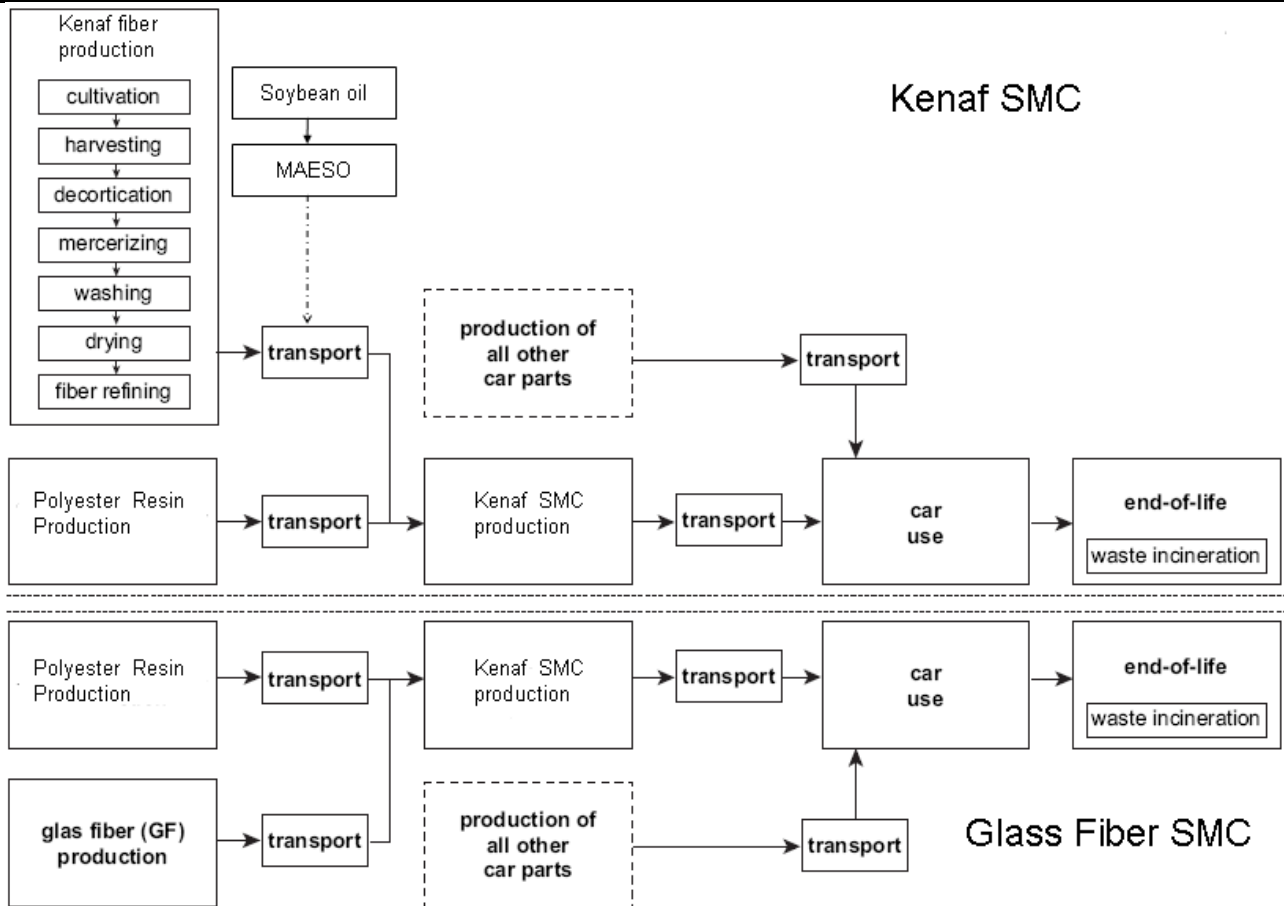 Kenaf fiber
production
cultivation
harvesting
decortication
mercerizing
washing
drying
fiber refining
Soybean oil
MAESO
Kenaf SMC
transport
production of
all other
car parts
transport
Polyester Resin
Production
transport
Kenaf SMC
production
transport
car
use
end-of-life
waste incineration
Polyester Resin
Production
transport
Kenaf SMC
production
transport
car
use
end-of-life
waste incineration
glas fiber (GF)
production
transport
production of
all other
car parts
transport
Glass Fiber SMC